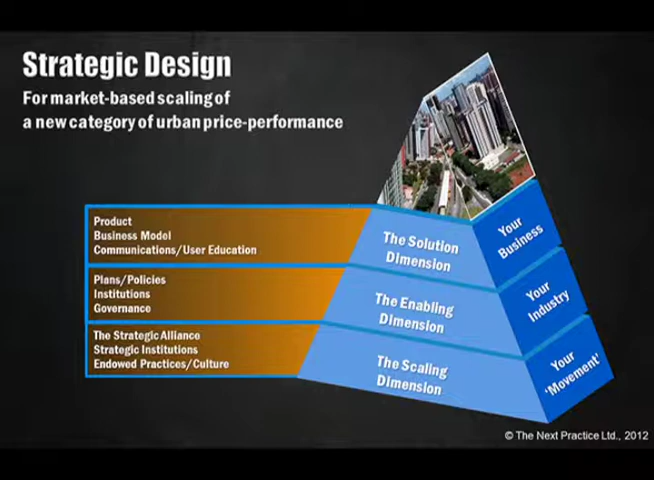 Strategic Design
For market-based scaling of
a new category of urban price-performance
Product
Business Model
Communications/User Education
The Solution
Dimension
Your
Business
Plans/Policies
Institutions
Governance
The Enabling
Dimension
Your
Industry
The Strategic Alliance
Strategic Institutions
Endowed Practices/Culture
The Scaling
Dimension
Your
'Movement'
© The Next Practice Ltd., 2012